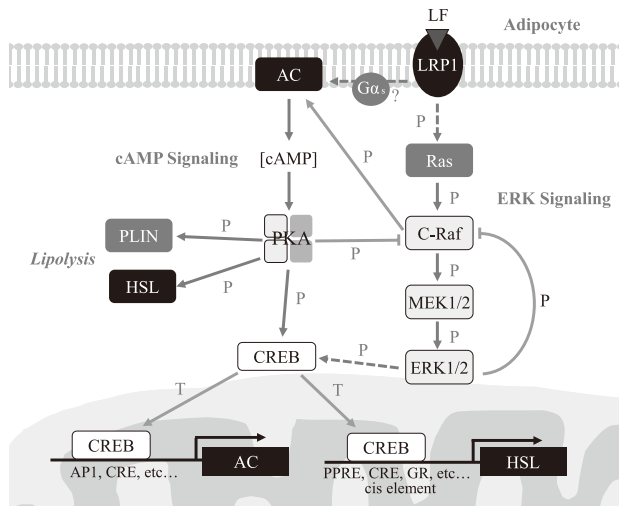 LF
Adipocyte
LRP1
AC
Gαs
?
P
Ras
cAMP Signaling
[cAMP]
P
P
ERK Signaling
PLIN
P
PKA
P
C-Raf
Lipolysis
HSL
P
P
MEK1/2
P
P
P
CREB
P
ERK1/2
T
T
CREB
AC
AP1, CRE, etc...
CREB
HSL
PPRE, CRE, GR, etc...
cis element